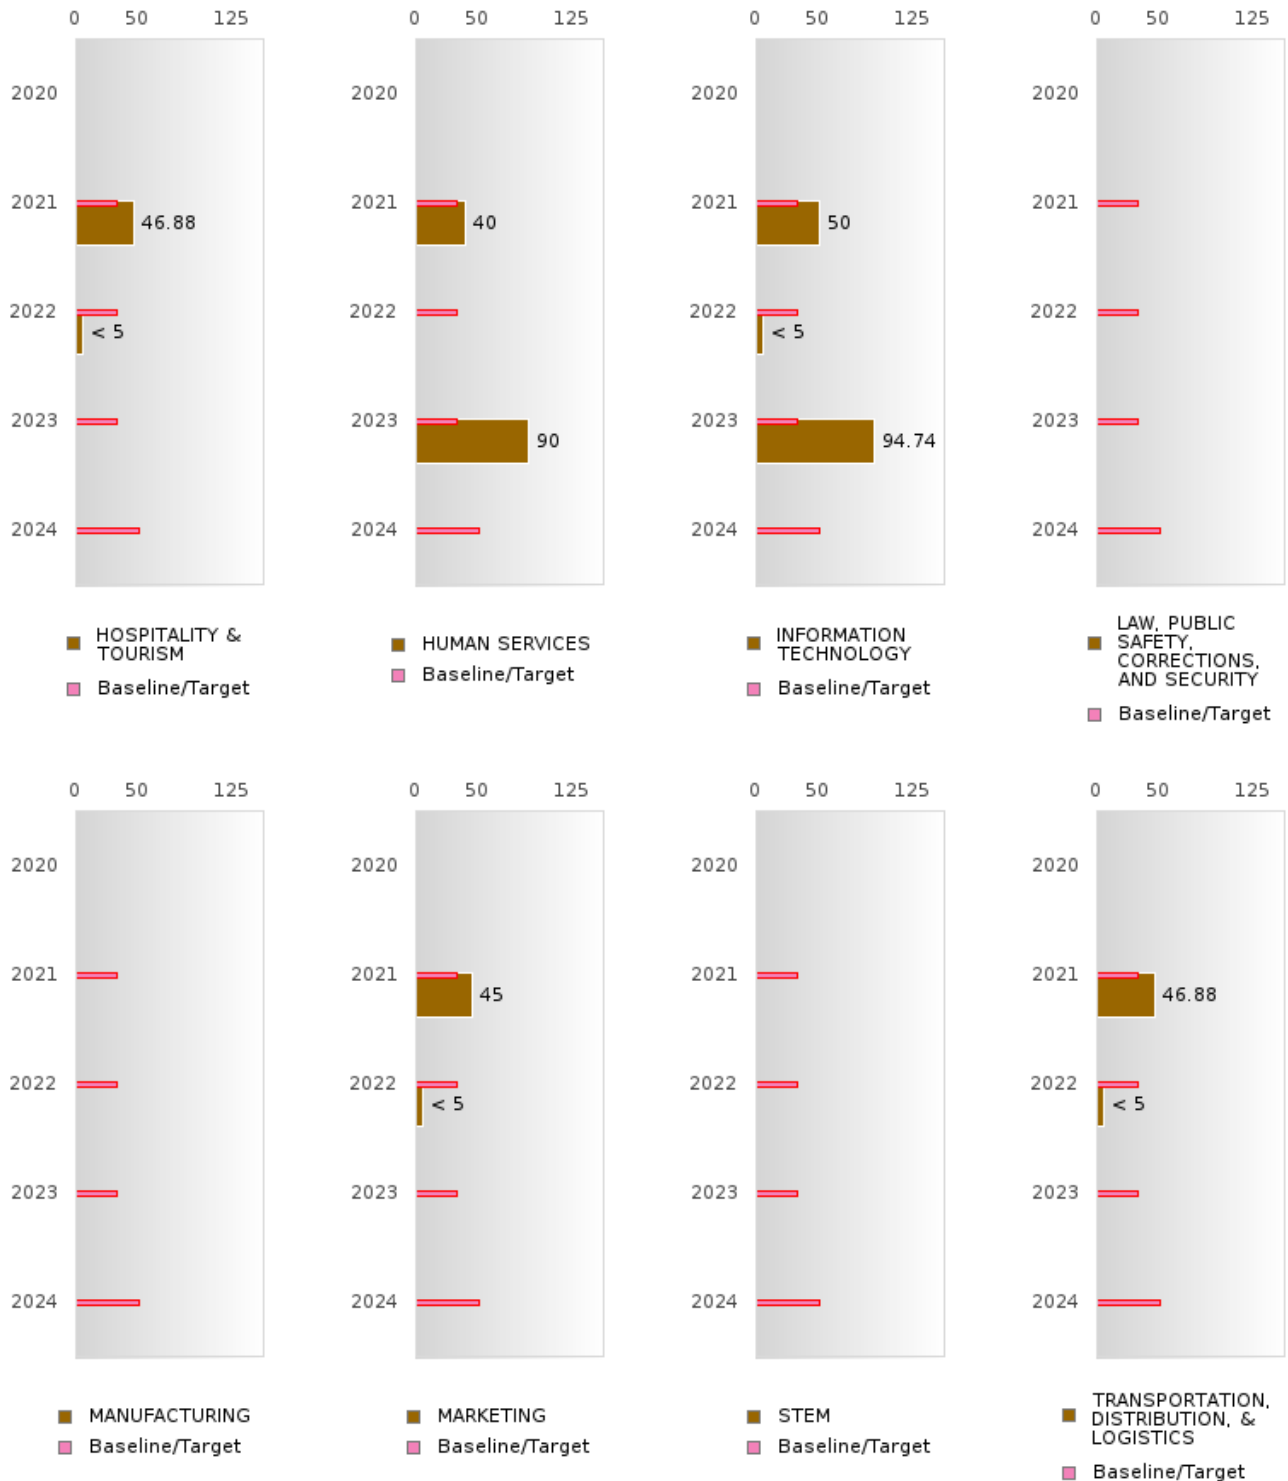 0 50 125
0 50 125
0 50 125
0 50 125
2020
2020
2020
2020
2021
46.88
2021
40
2021
50
2021
2022
< 5
2022
2022
< 5
2022
2023
2023
90
2023
94.74
2023
2024
2024
2024
2024
HOSPITALITY &
TOURISM
Baseline/Target
HUMAN SERVICES
Baseline/Target
INFORMATION
TECHNOLOGY
Baseline/Target
LAW, PUBLIC
SAFETY,
CORRECTIONS,
AND SECURITY
Baseline/Target
0 50 125
0 50 125
0 50 125
0 50 125
2020
2020
2020
2020
2021
2021
45
2021
2021
46.88
2022
2022
< 5
2022
2022
< 5
2023
2023
2023
2023
2024
2024
2024
2024
MANUFACTURING
Baseline/Target
MARKETING
Baseline/Target
STEM
Baseline/Target
TRANSPORTATION,
DISTRIBUTION, &
LOGISTICS
Baseline/Target